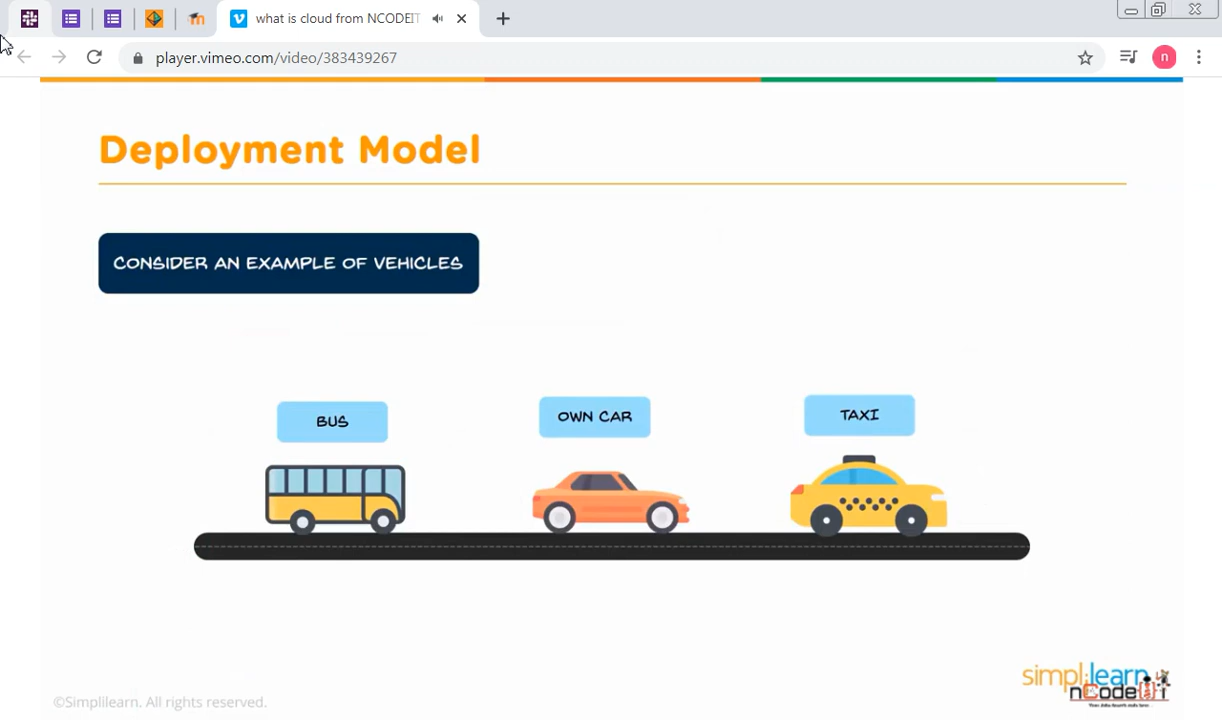 what is cloud from NCODEIT
player.vimeo.com/video/383439267
n
Deployment Model
CONSIDER AN EXAMPLE OF VEHICLES
BUS
OWN CAR
TAXI
simplilearn
©Simplilearn. All rights reserved.